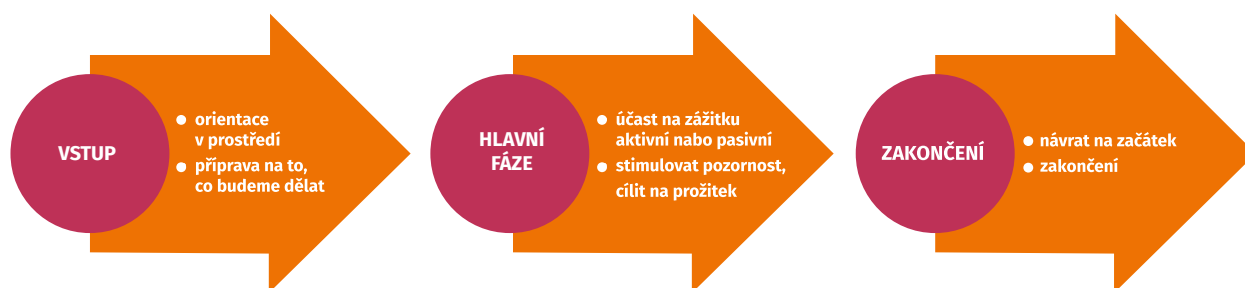 VSTUP
● orientace
v prostředí
● příprava na to,
co budeme dělat
HLAVNÍ
FÁZE
● účast na zážitku
aktivní nabo pasivní
● stimulovat pozornost,
cílit na prožitek
ZAKONČENÍ
● návrat na začátek
● zakončení